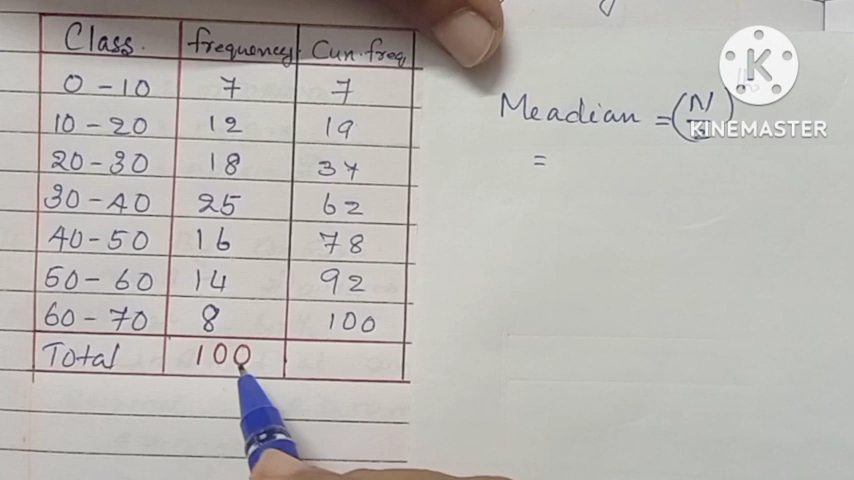 Class. frequency. Cun.freq,
0-10 7 7
10-20 12 19
20-30 18 37
30-40 25 62
40-50 16 78
50-60 14 92
60-70 8 100
Total 100
Meadian = (N/
=
K
KINEMASTER